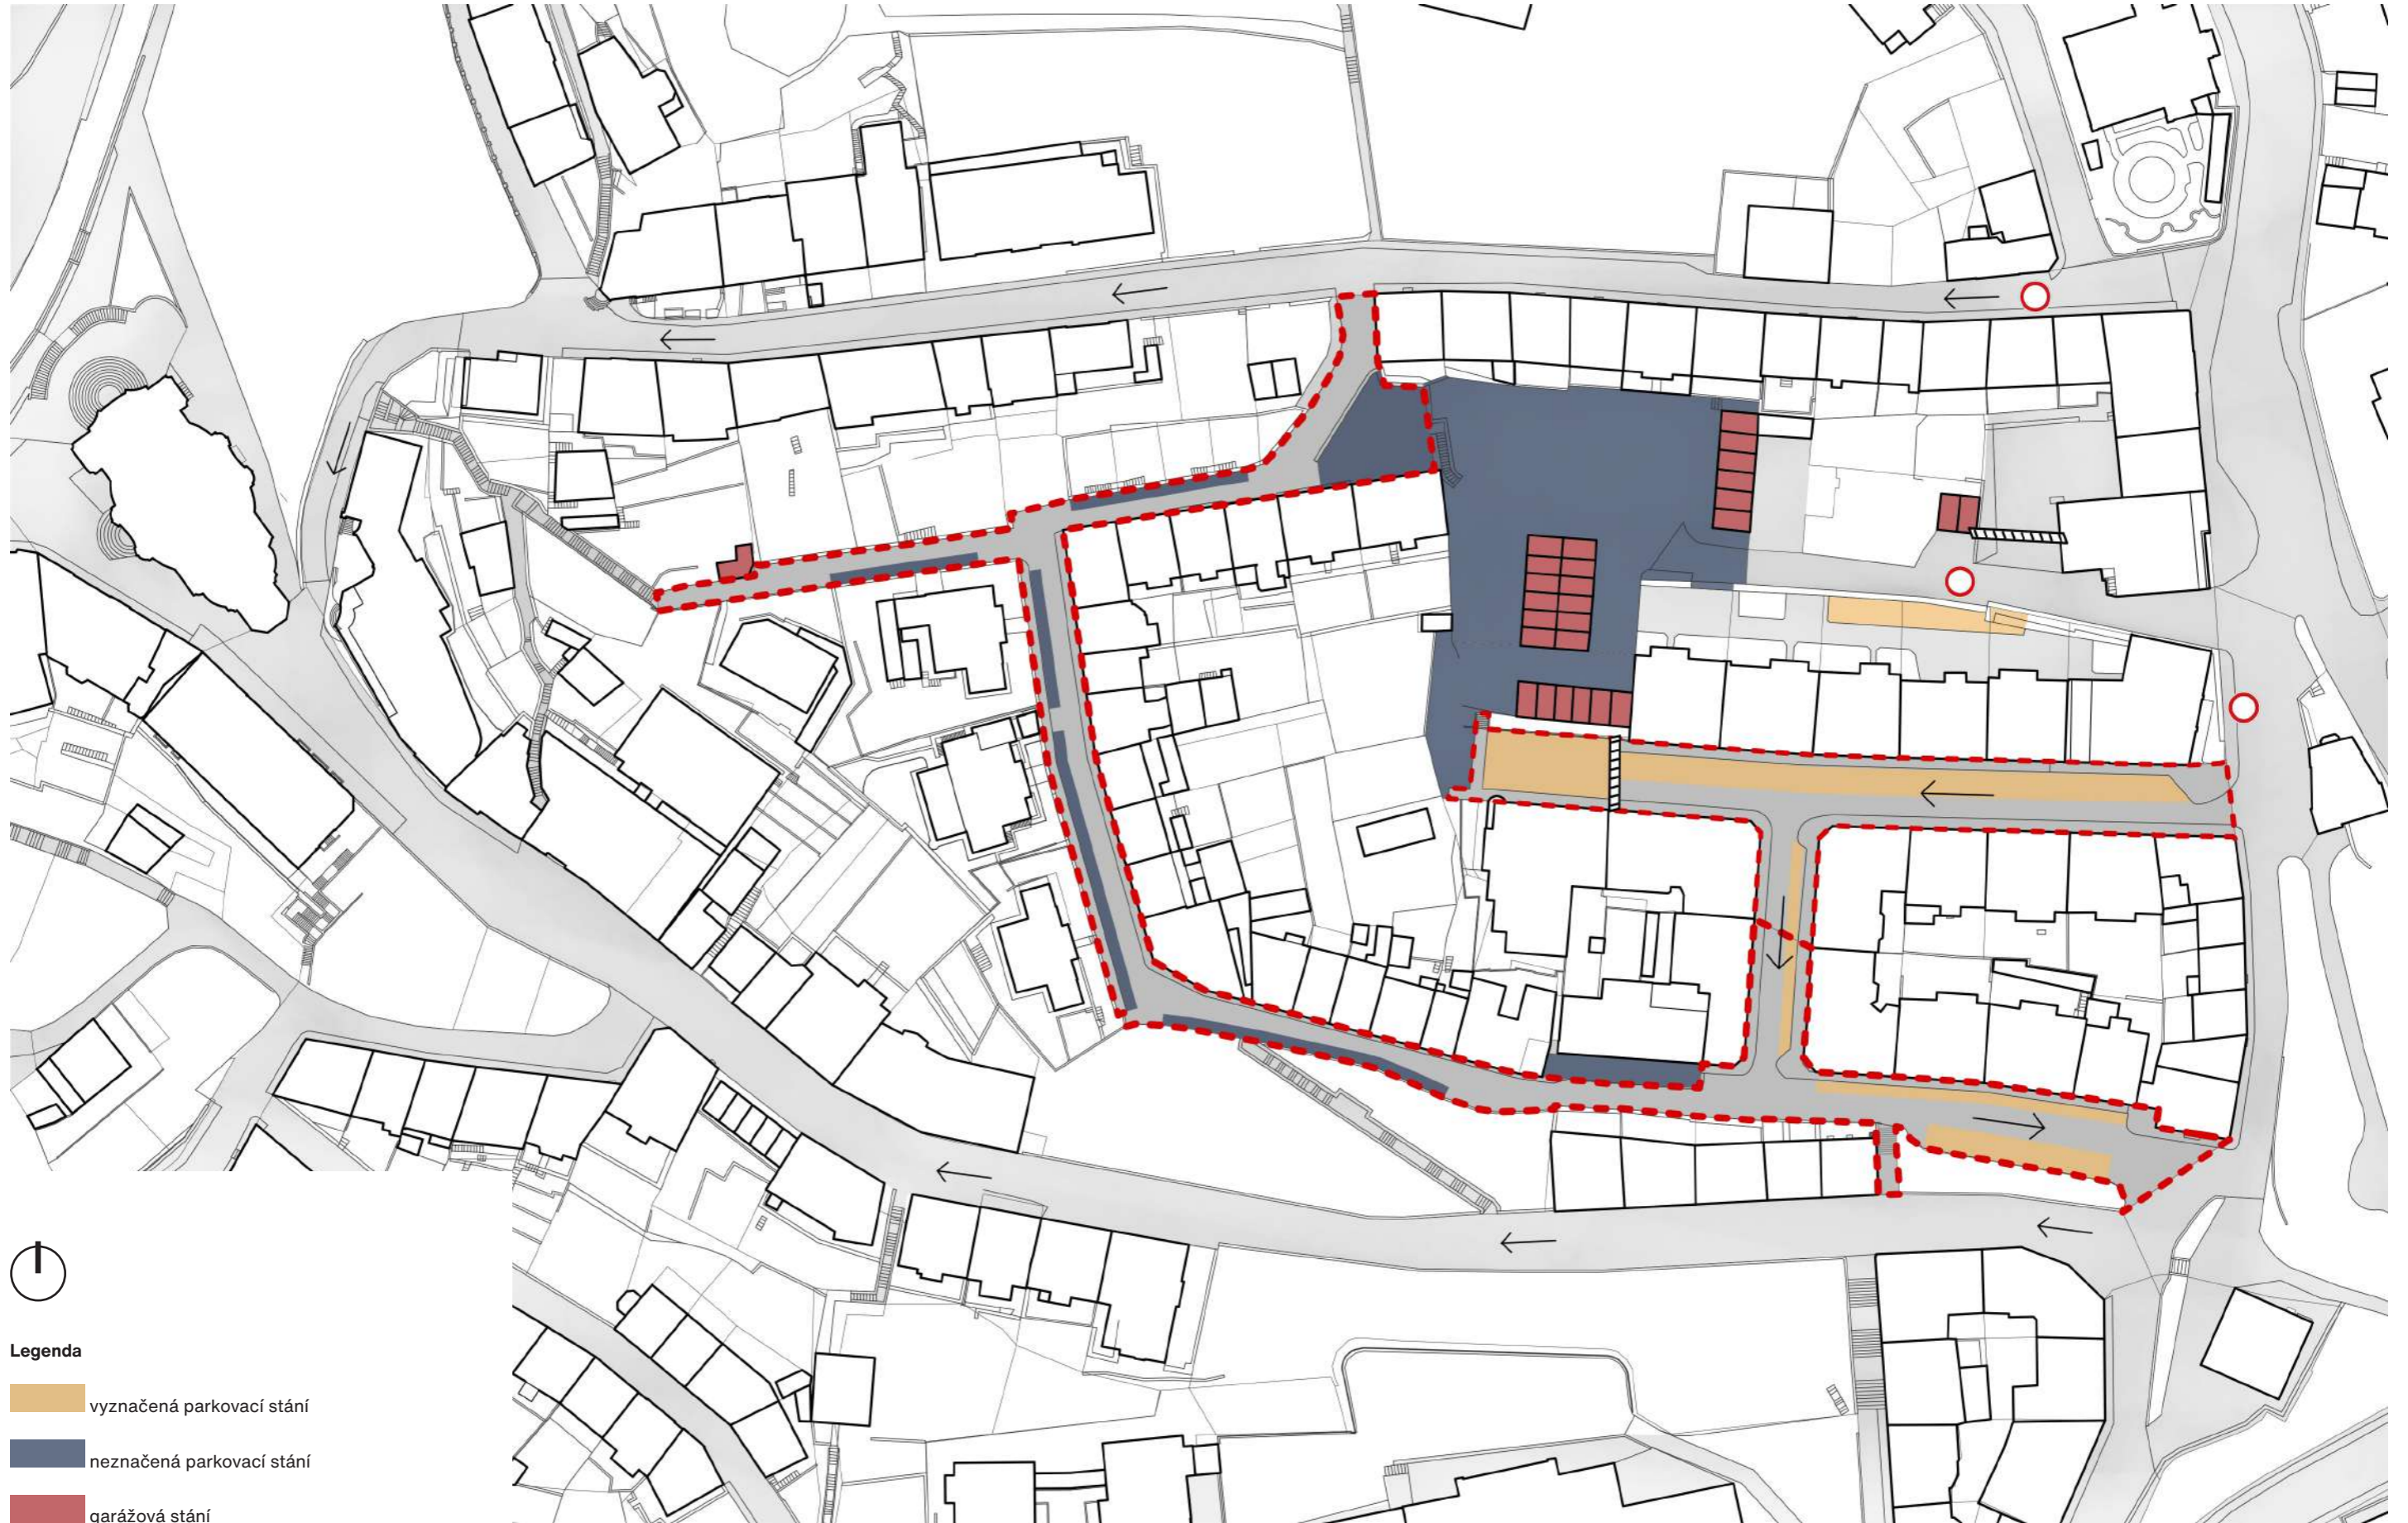 Legenda
vyznačená parkovací stání
neznačená parkovací stání
garážová stání